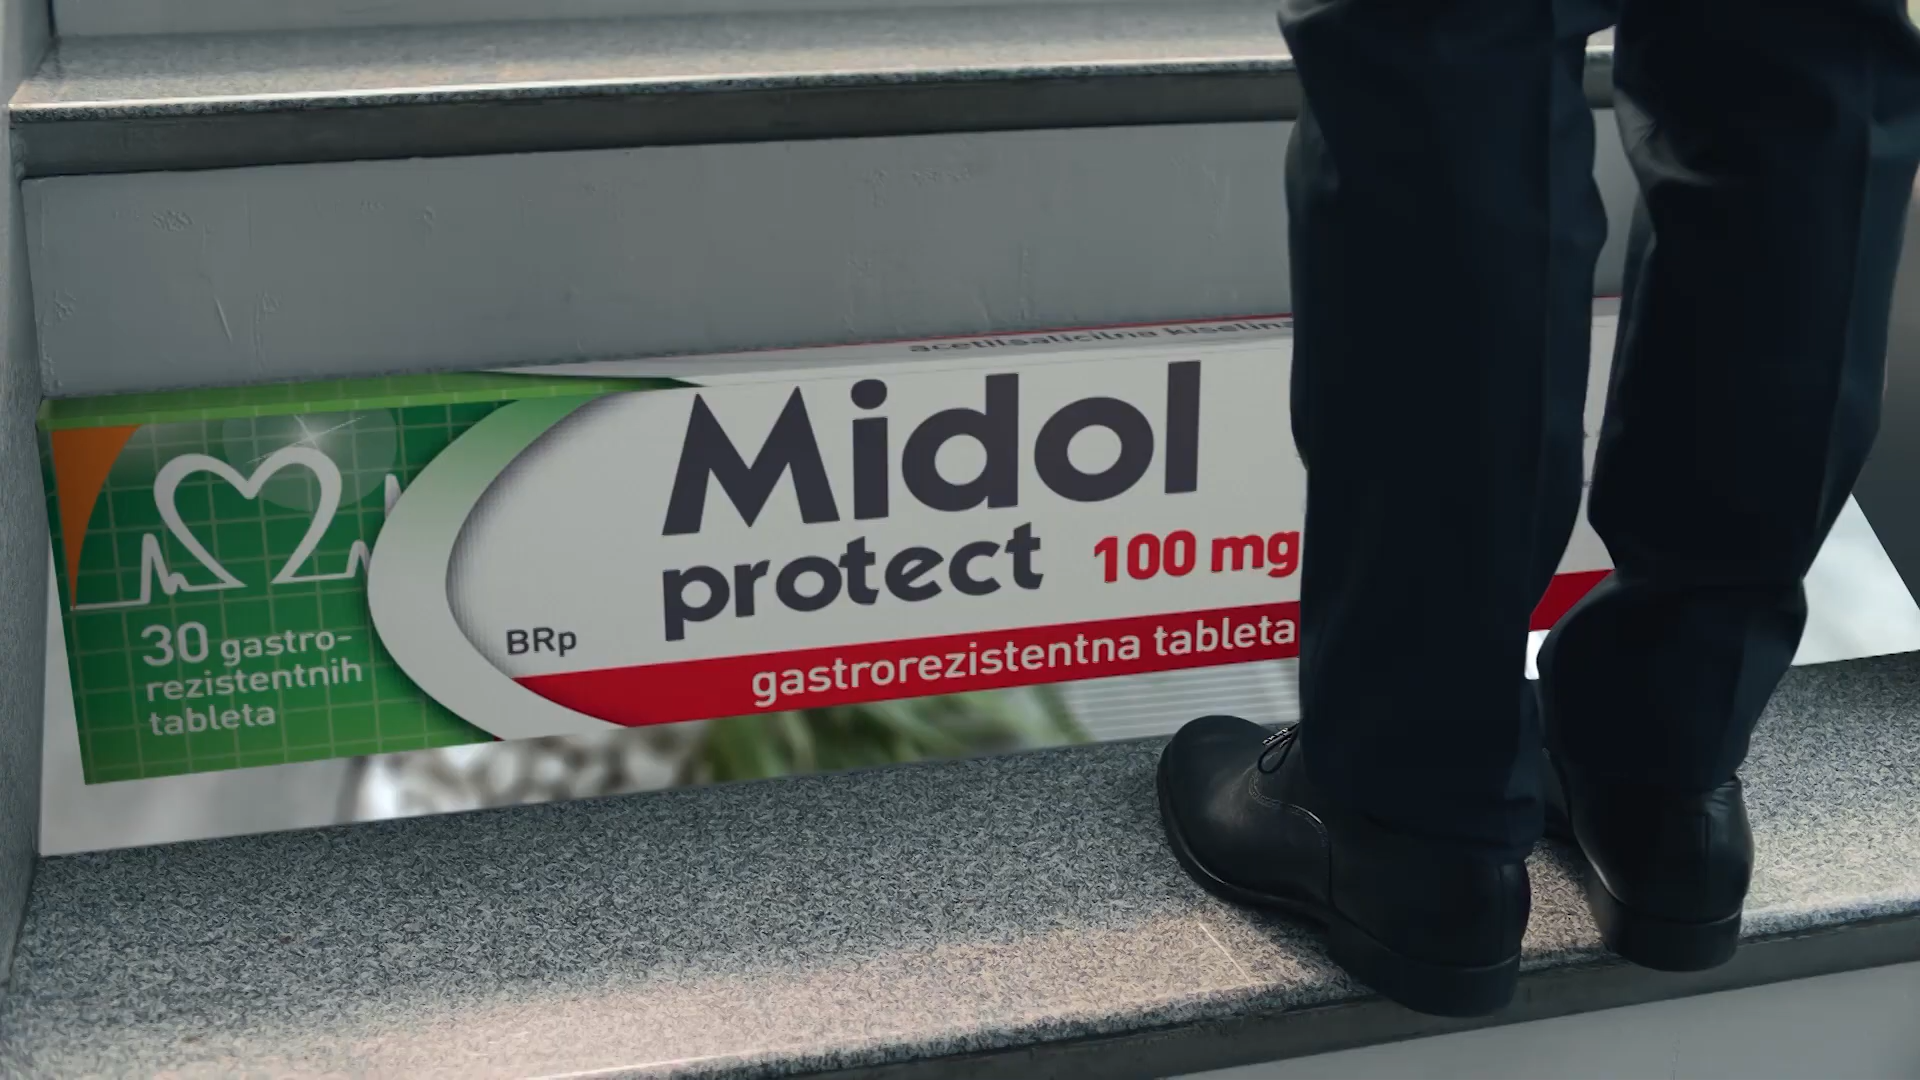 acetilsalicilna kiselina
Midol
protect 100 mg
BRp
gastrorezistentna tableta
30 gastro-
rezistentnih
tableta